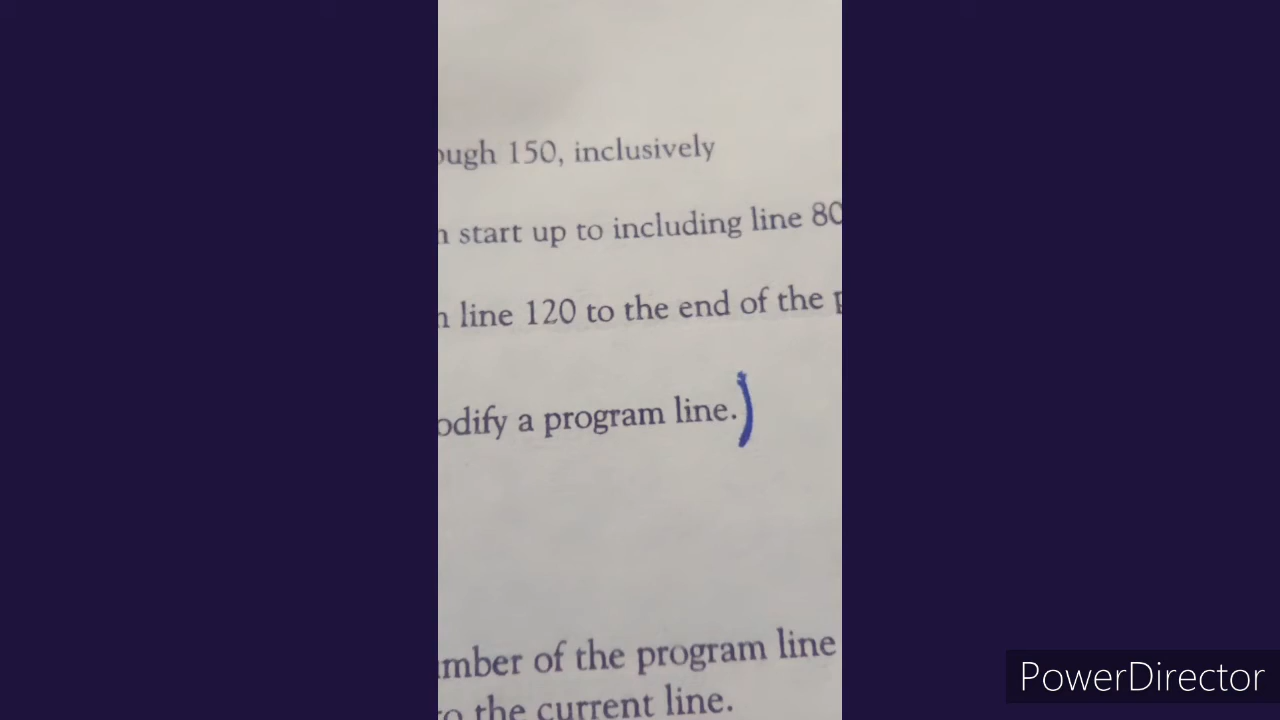 ough 150, inclusively
start up to including line 80
line 120 to the end of the
odify a program line.)
mber of the program line
to the current line.
PowerDirector